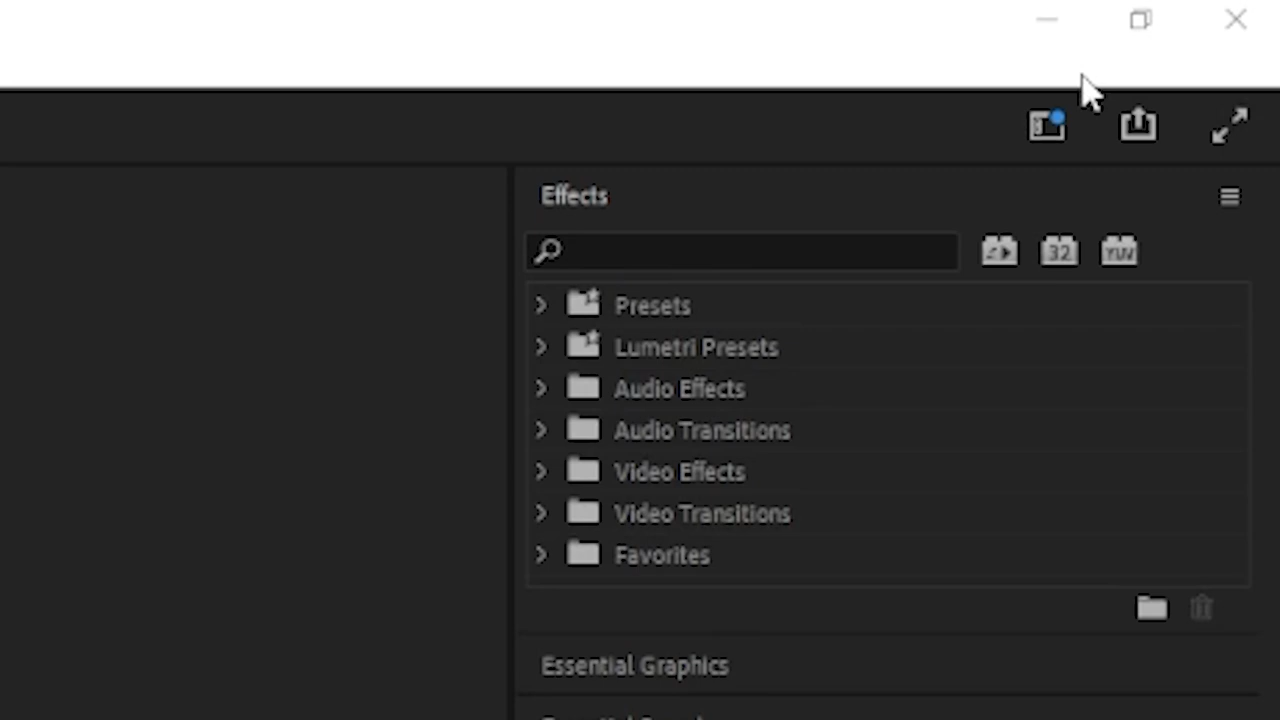 Effects
32 YUV
Presets
Lumetri Presets
Audio Effects
Audio Transitions
Video Effects
Video Transitions
Favorites
Essential Graphics